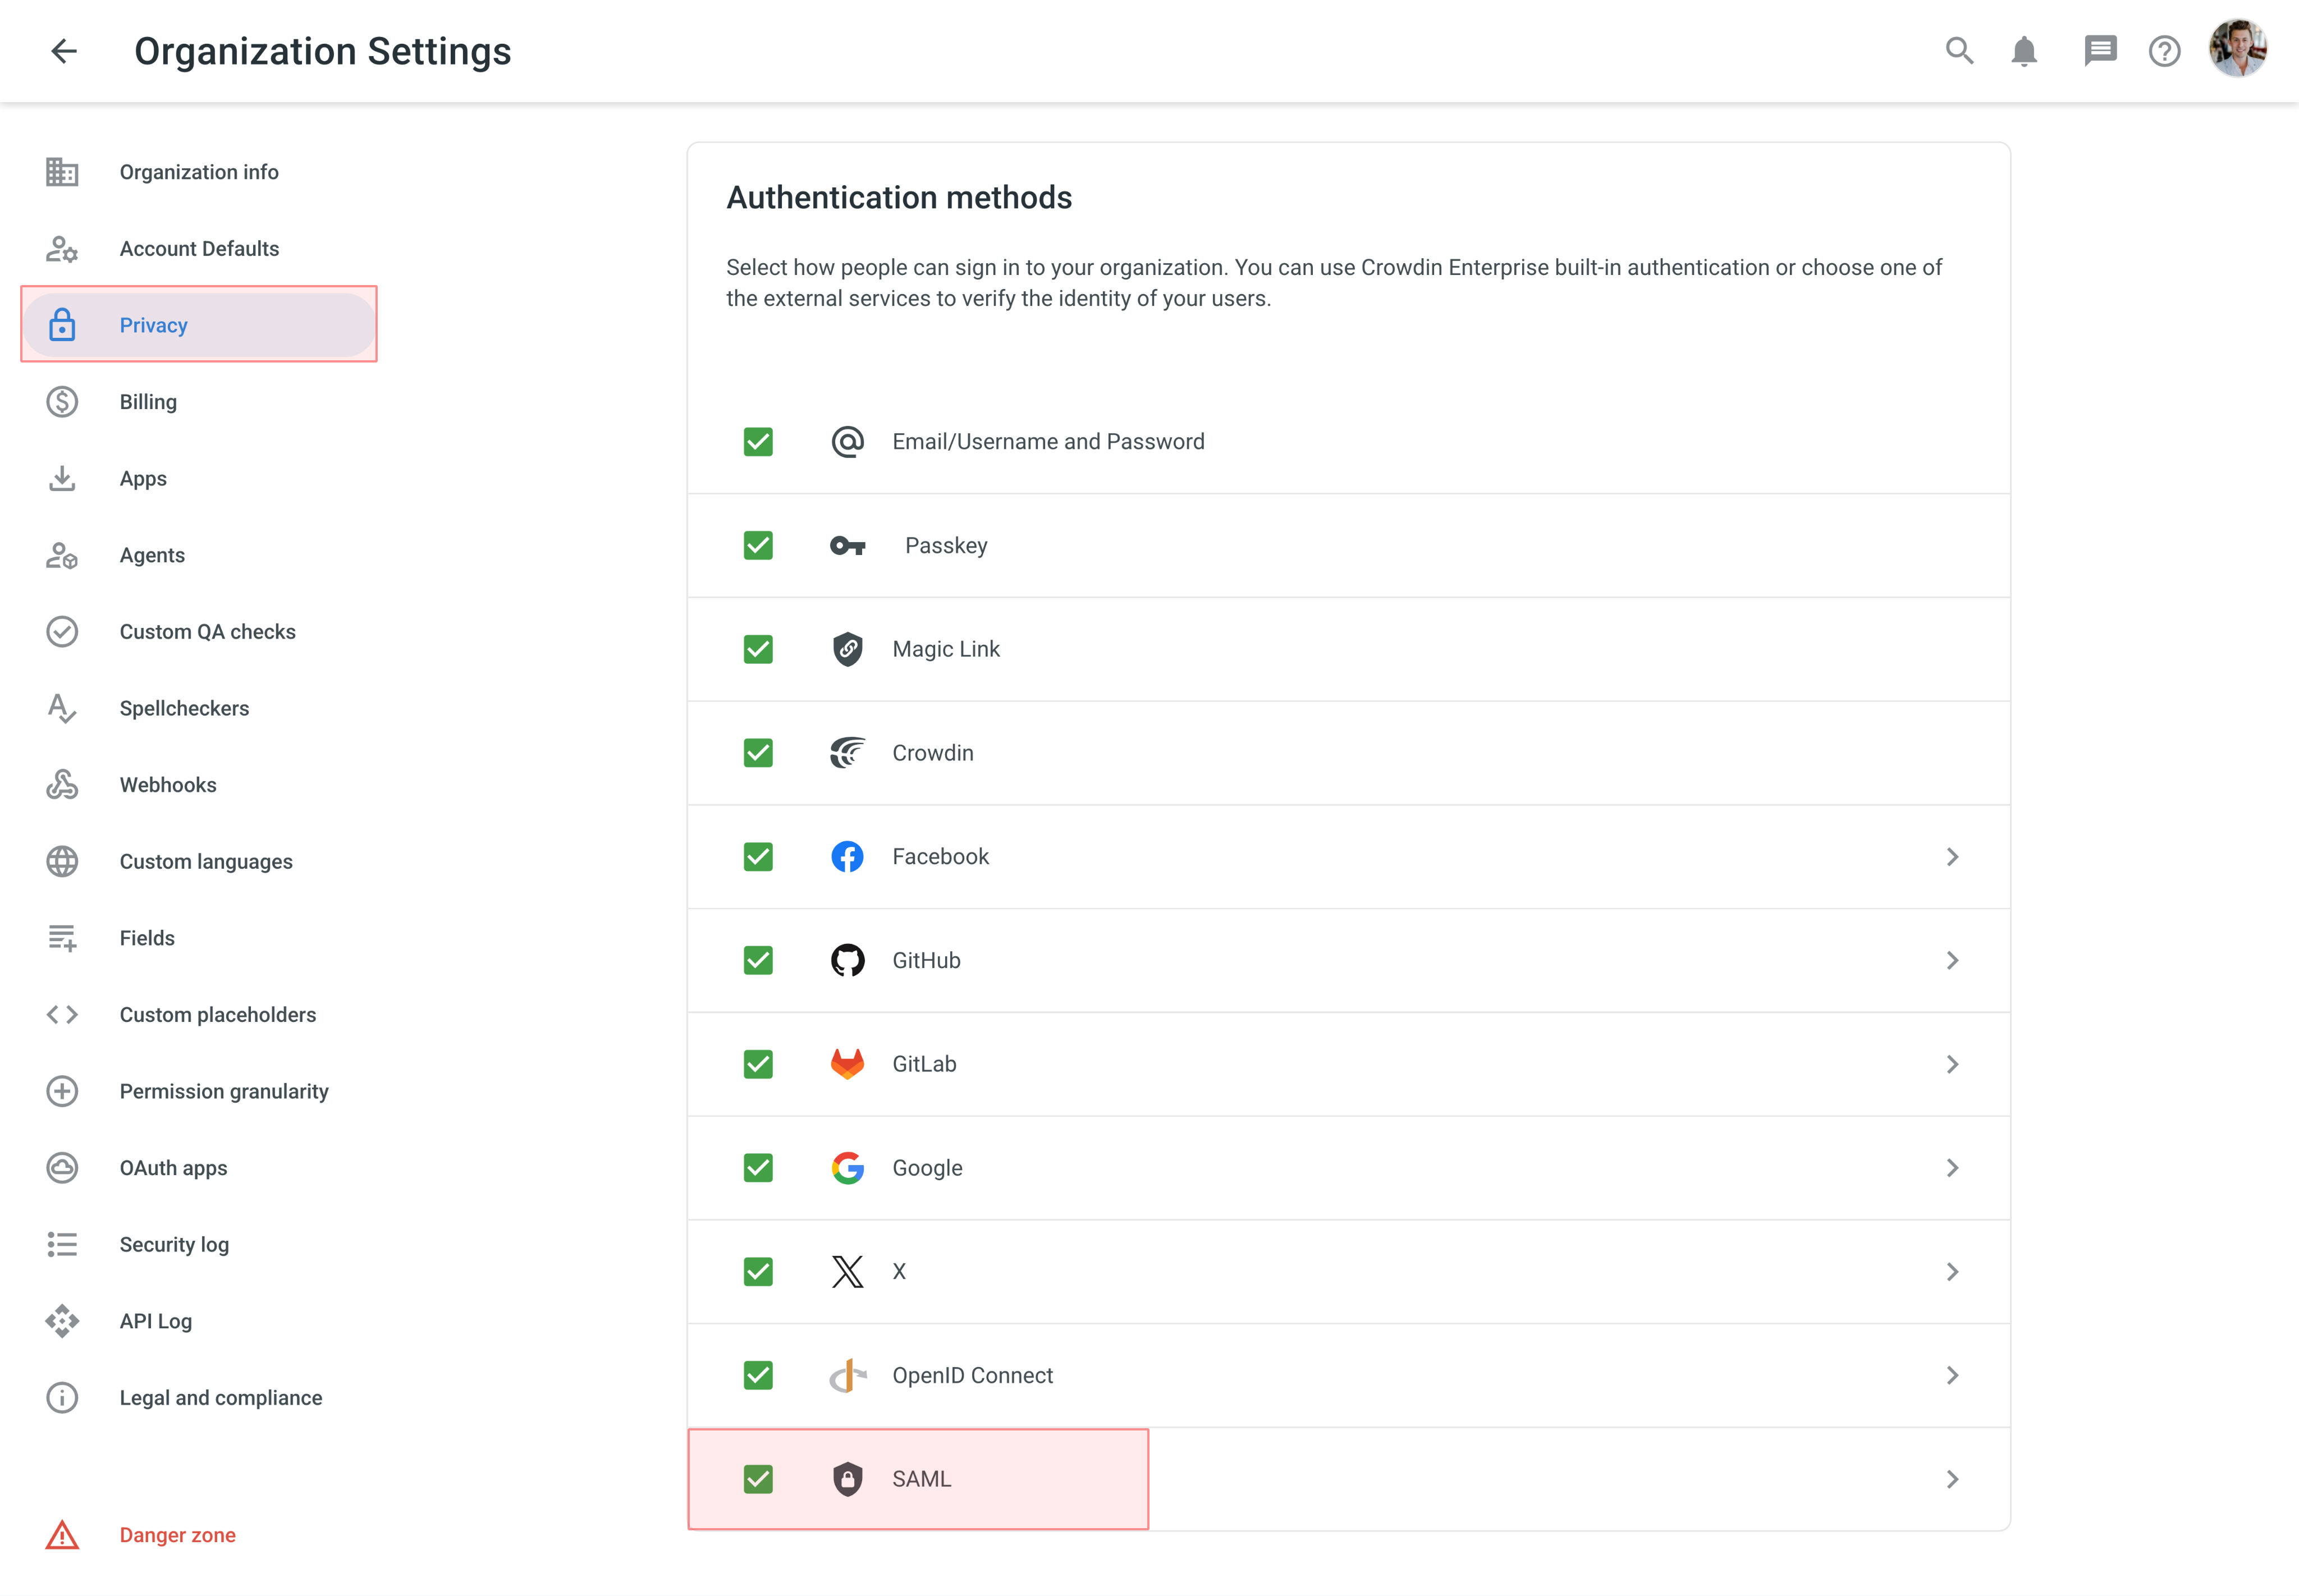 Organization Settings
Organization info
Account Defaults
Privacy
Billing
Apps
Agents
Custom QA checks
Spellcheckers
Webhooks
Custom languages
Fields
Custom placeholders
Permission granularity
OAuth apps
Security log
API Log
Legal and compliance
Danger zone
Authentication methods
Select how people can sign in to your organization. You can use Crowdin Enterprise built-in authentication or choose one of
the external services to verify the identity of your users.
Email/Username and Password
Passkey
Magic Link
Crowdin
Facebook
GitHub
GitLab
Google
X
OpenID Connect
SAML